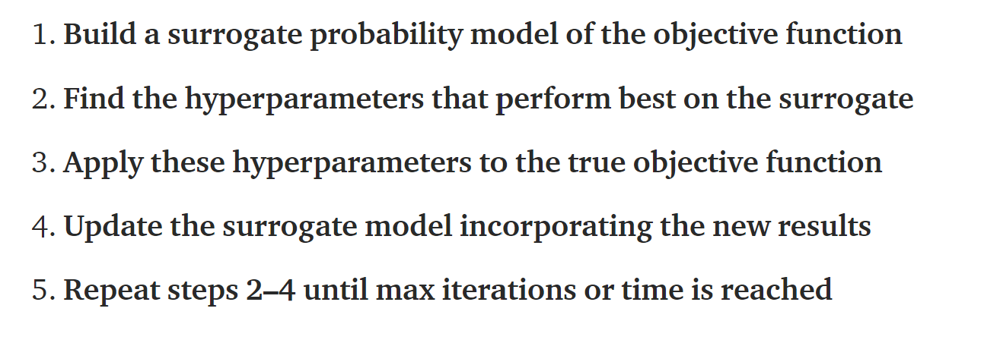 1. Build a surrogate probability model of the objective function
2. Find the hyperparameters that perform best on the surrogate
3. Apply these hyperparameters to the true objective function
4. Update the surrogate model incorporating the new results
5. Repeat steps 2–4 until max iterations or time is reached